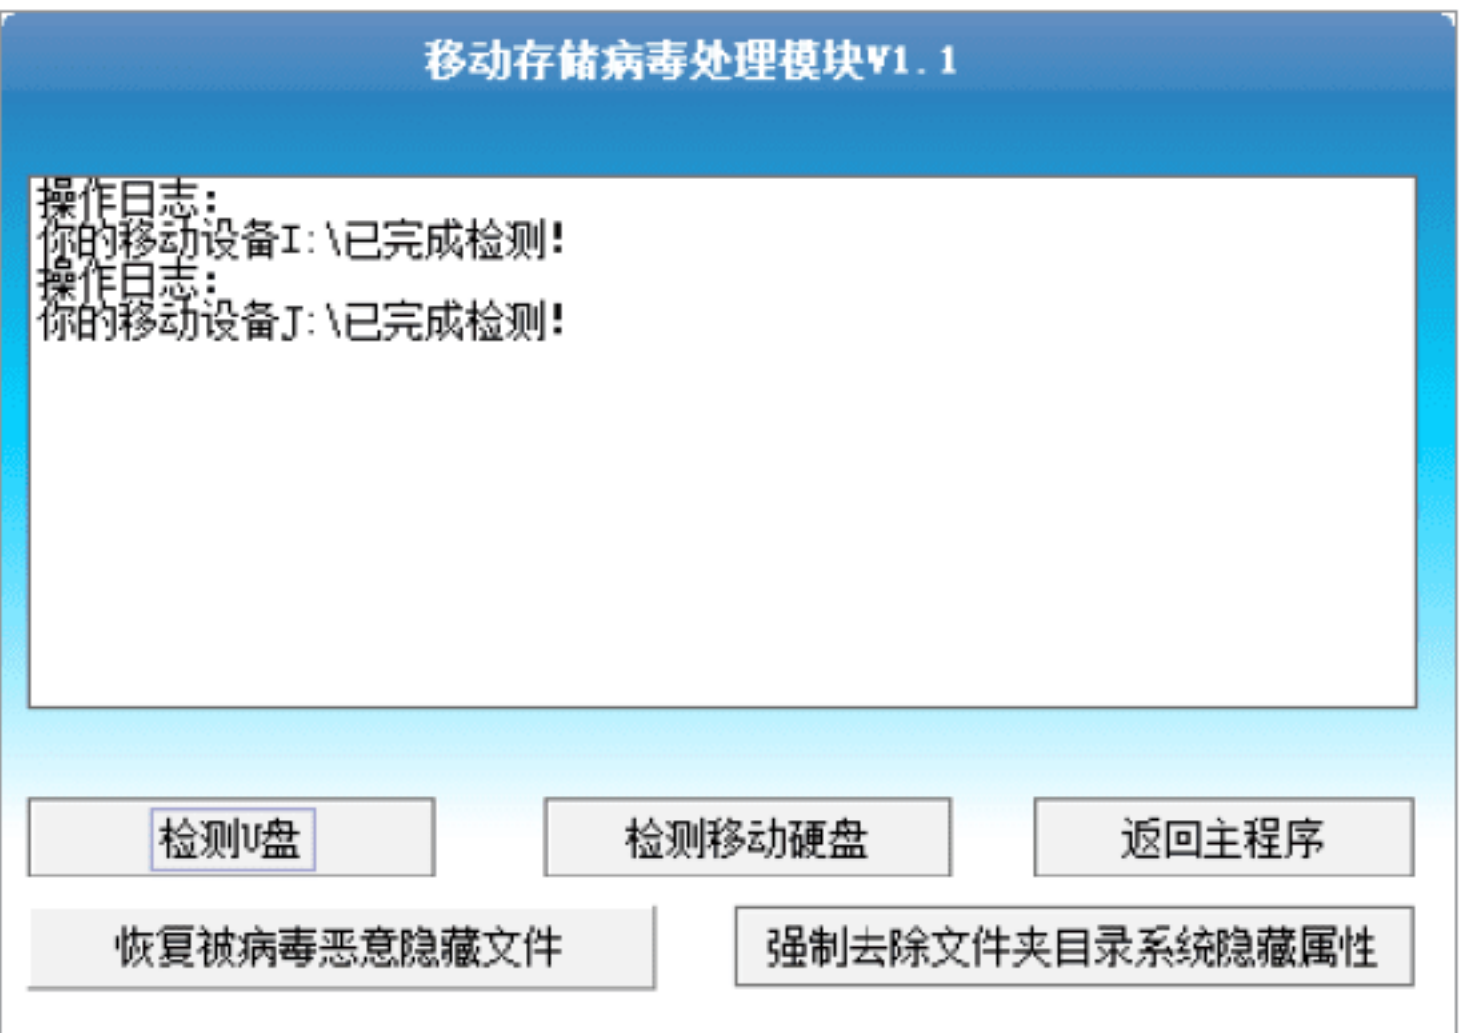 移动存储病毒处理模块V1.1
操作日志:
你的移动设备I:\已完成检测!
操作日志:
你的移动设备J:\已完成检测!
检测U盘
检测移动硬盘
返回主程序
恢复被病毒恶意隐藏文件
强制去除文件夹目录系统隐藏属性